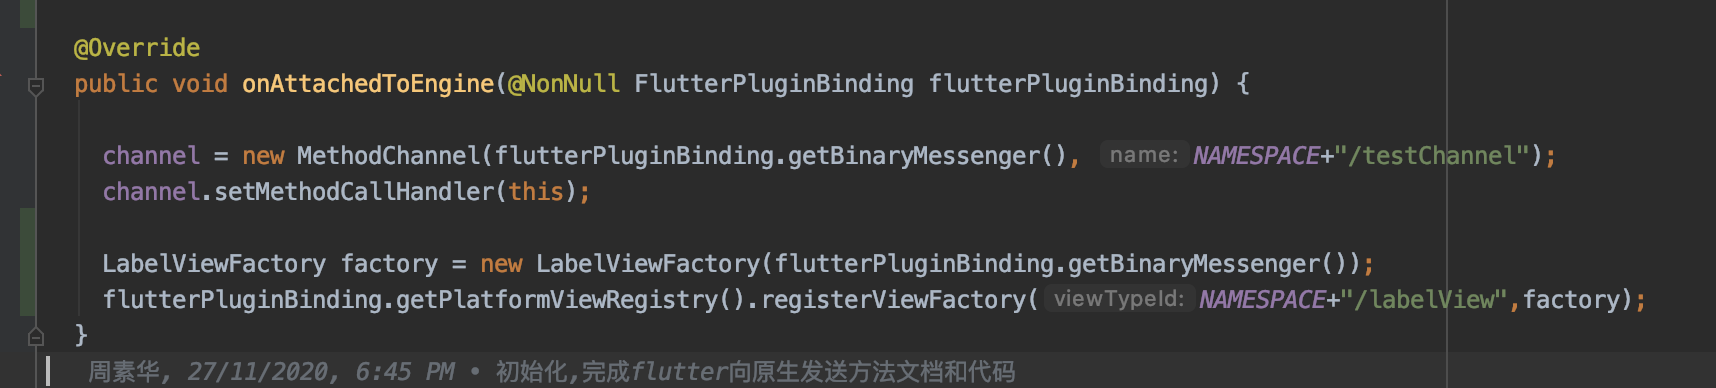 @Override
public void onAttachedToEngine(@NonNull FlutterPluginBinding flutterPluginBinding) {
channel = new MethodChannel(flutterPluginBinding.getBinaryMessenger(), name: NAMESPACE+"/testChannel");
channel.setMethodCallHandler(this);
LabelViewFactory factory = new LabelViewFactory(flutterPluginBinding.getBinaryMessenger());
flutterPluginBinding.getPlatformViewRegistry().registerViewFactory( viewTypeId: NAMESPACE+"/labelView",factory);
}
周素华, 27/11/2020, 6:45 PM • 初始化,完成flutter向原生发送方法文档和代码